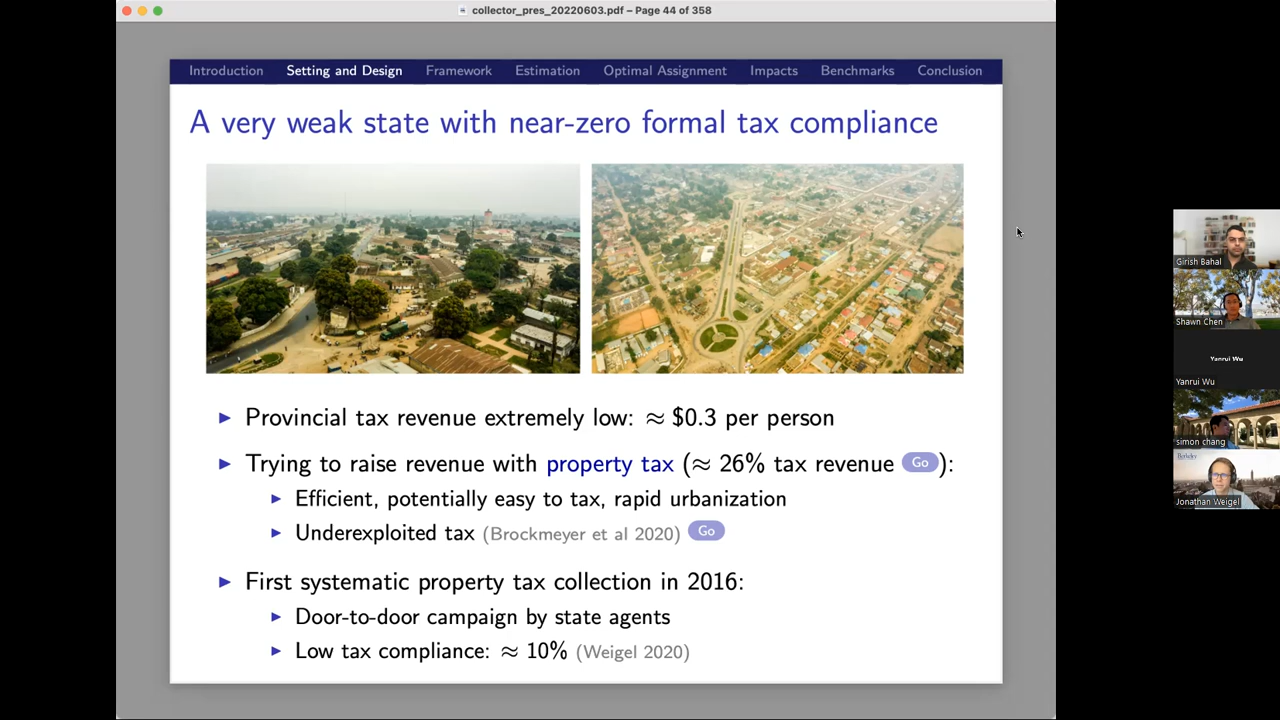 collector_pres_20220603.pdf – Page 44 of 358
Introduction Setting and Design Framework Estimation Optimal Assignment Impacts Benchmarks Conclusion
A very weak state with near-zero formal tax compliance
Provincial tax revenue extremely low: ≈ $0.3 per person
Trying to raise revenue with property tax (≈ 26% tax revenue Go):
Efficient, potentially easy to tax, rapid urbanization
Underexploited tax (Brockmeyer et al 2020) Go
First systematic property tax collection in 2016:
Door-to-door campaign by state agents
Low tax compliance: ≈ 10% (Weigel 2020)
Girish Bahal
Shawn Chen
Yanrui Wu
Yanrui Wu
simon chang
Berkeley
Jonathan Weigel